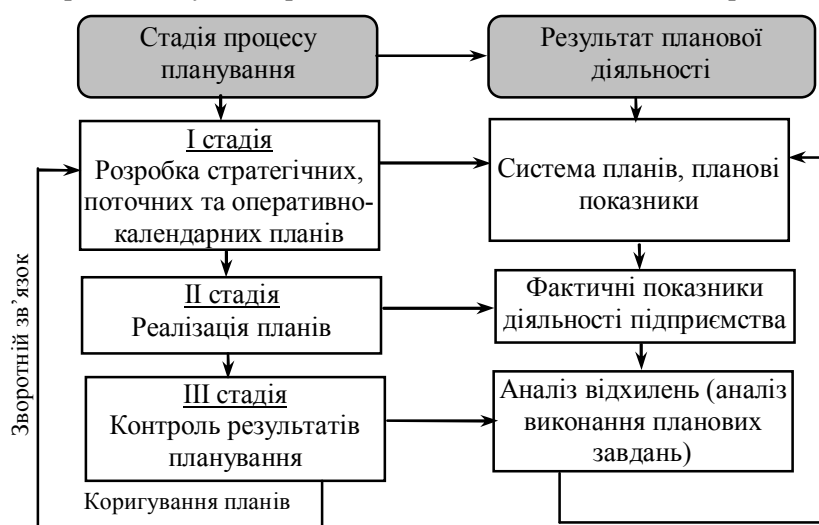 Стадія процесу
планування
Результат планової
діяльності
І стадія
Розробка стратегічних,
поточних та оперативно-
календарних планів
Система планів, планові
показники
ІІ стадія
Реалізація планів
Фактичні показники
діяльності підприємства
ІІІ стадія
Контроль результатів
планування
Аналіз відхилень (аналіз
виконання планових
завдань)
Зворотній зв’язок
Коригування планів